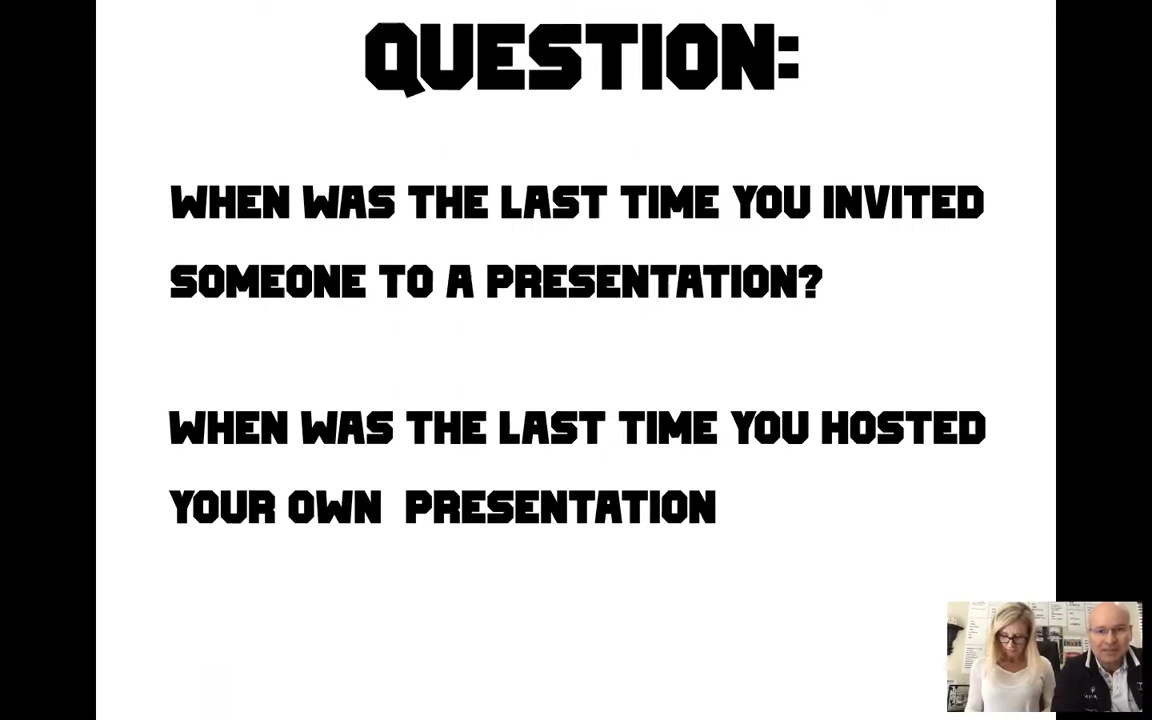 QUESTION:
WHEN WAS THE LAST TIME YOU INVITED
SOMEONE TO A PRESENTATION?
WHEN WAS THE LAST TIME YOU HOSTED
YOUR OWN PRESENTATION